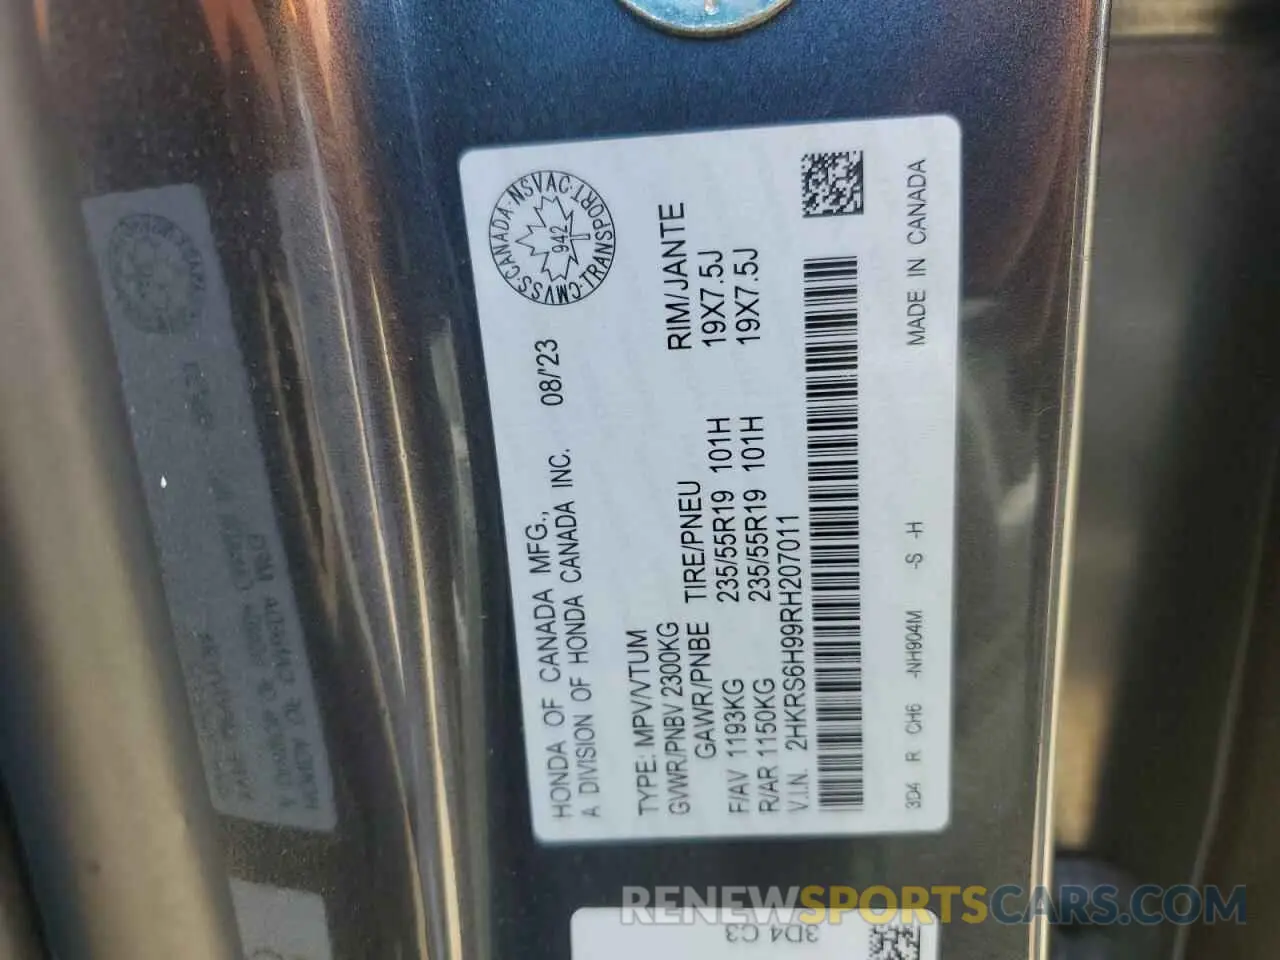 CMVSS·CANADA·NSVAC·TRANSPORT
942
HONDA OF CANADA MFG.,
A DIVISION OF HONDA CANADA INC. 08/'23
TYPE: MPV/VTUM
GVWR/PNBV 2300KG
GAWR/PNBE TIRE/PNEU RIM/JANTE
F/AV 1193KG 235/55R19 101H 19X7.5J
R/AR 1150KG 235/55R19 101H 19X7.5J
V.I.N. 2HKRS6H99RH207011
3D4 R CH6 -NH904M -S -H MADE IN CANADA
3D4 C3
RENEWSPORTSCARS.COM